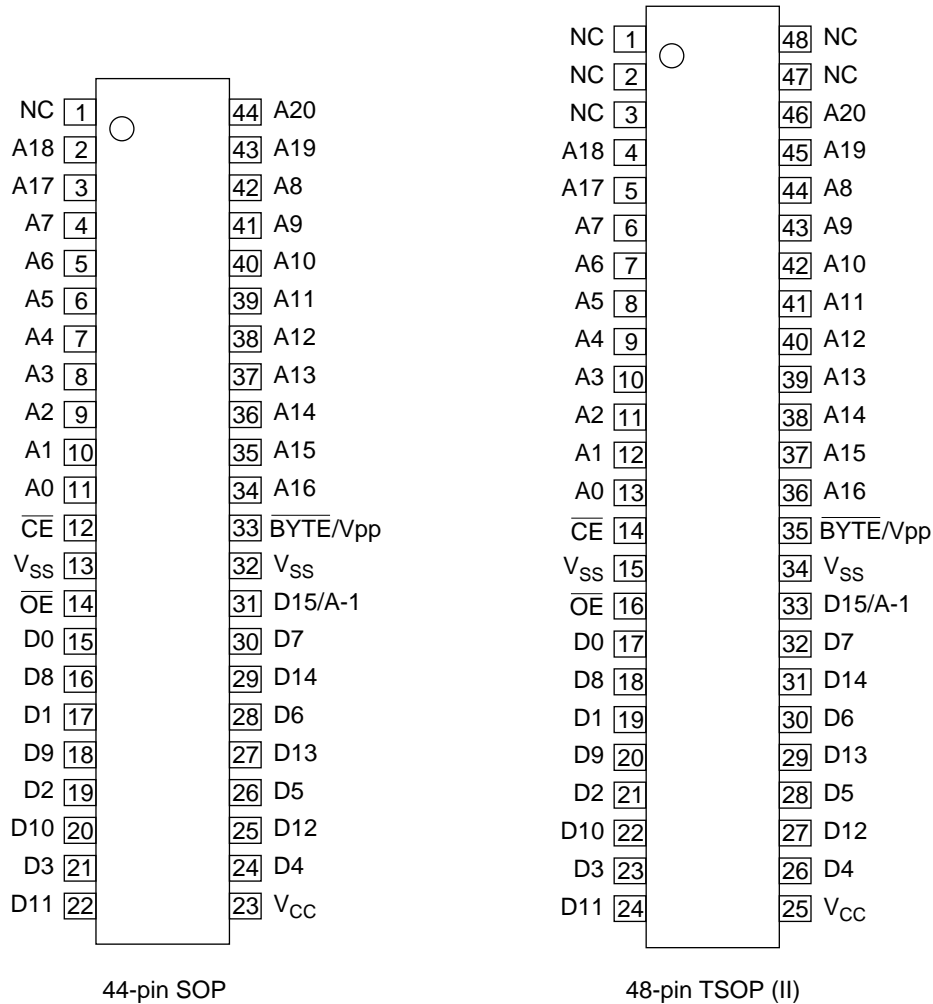 NC 1 44 A20
A18 2 43 A19
A17 3 42 A8
A7 4 41 A9
A6 5 40 A10
A5 6 39 A11
A4 7 38 A12
A3 8 37 A13
A2 9 36 A14
A1 10 35 A15
A0 11 34 A16
C̅E̅ 12 33 B̅Y̅T̅E̅/Vpp
VSS 13 32 VSS
O̅E̅ 14 31 D15/A-1
D0 15 30 D7
D8 16 29 D14
D1 17 28 D6
D9 18 27 D13
D2 19 26 D5
D10 20 25 D12
D3 21 24 D4
D11 22 23 VCC
44-pin SOP
NC 1 48 NC
NC 2 47 NC
NC 3 46 A20
A18 4 45 A19
A17 5 44 A8
A7 6 43 A9
A6 7 42 A10
A5 8 41 A11
A4 9 40 A12
A3 10 39 A13
A2 11 38 A14
A1 12 37 A15
A0 13 36 A16
C̅E̅ 14 35 B̅Y̅T̅E̅/Vpp
VSS 15 34 VSS
O̅E̅ 16 33 D15/A-1
D0 17 32 D7
D8 18 31 D14
D1 19 30 D6
D9 20 29 D13
D2 21 28 D5
D10 22 27 D12
D3 23 26 D4
D11 24 25 VCC
48-pin TSOP (II)